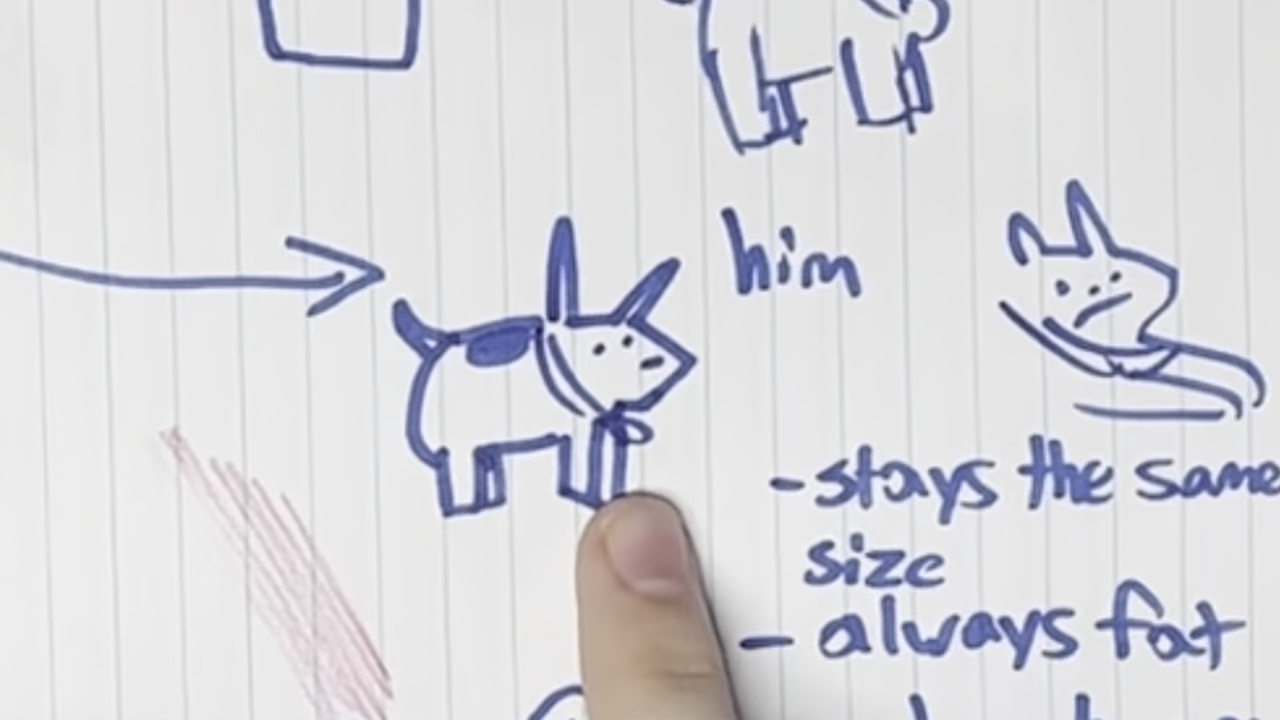 him
- stays the same
size
- always fat